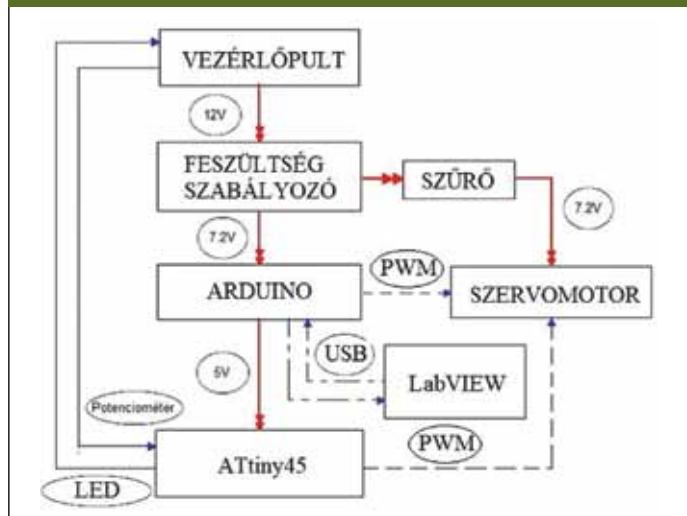 VEZÉRLŐPULT
12V
FESZÜLTSÉG
SZABÁLYOZÓ
SZŰRŐ
7.2V
7.2V
PWM
ARDUINO
SZERVOMOTOR
USB
LabVIEW
5V
Potenciométer
PWM
ATtiny45
LED